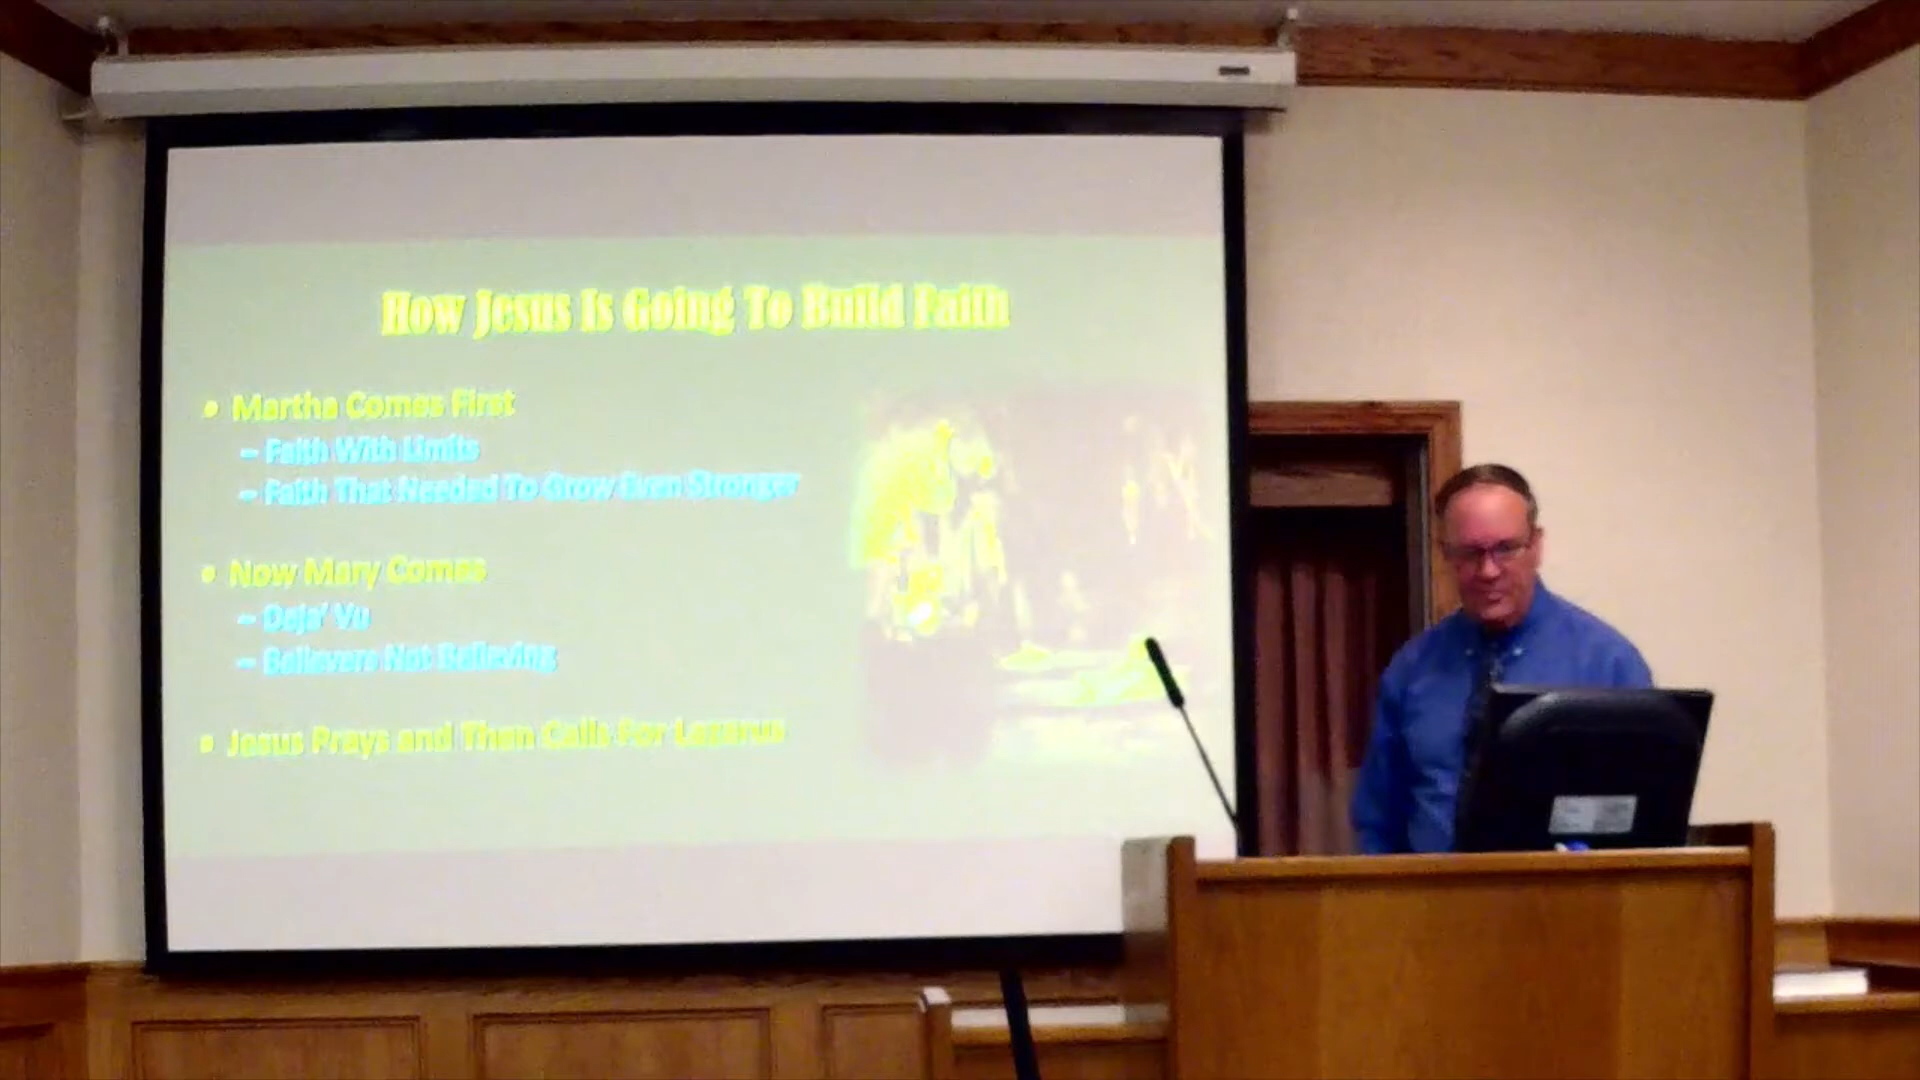 How Jesus Is Going To Build Faith
• Martha Comes First
– Faith With Limits
– Faith That Needed To Grow Even Stronger
• Now Mary Comes
– Deja' Vu
– Believers Not Believing
• Jesus Prays and Then Calls For Lazarus